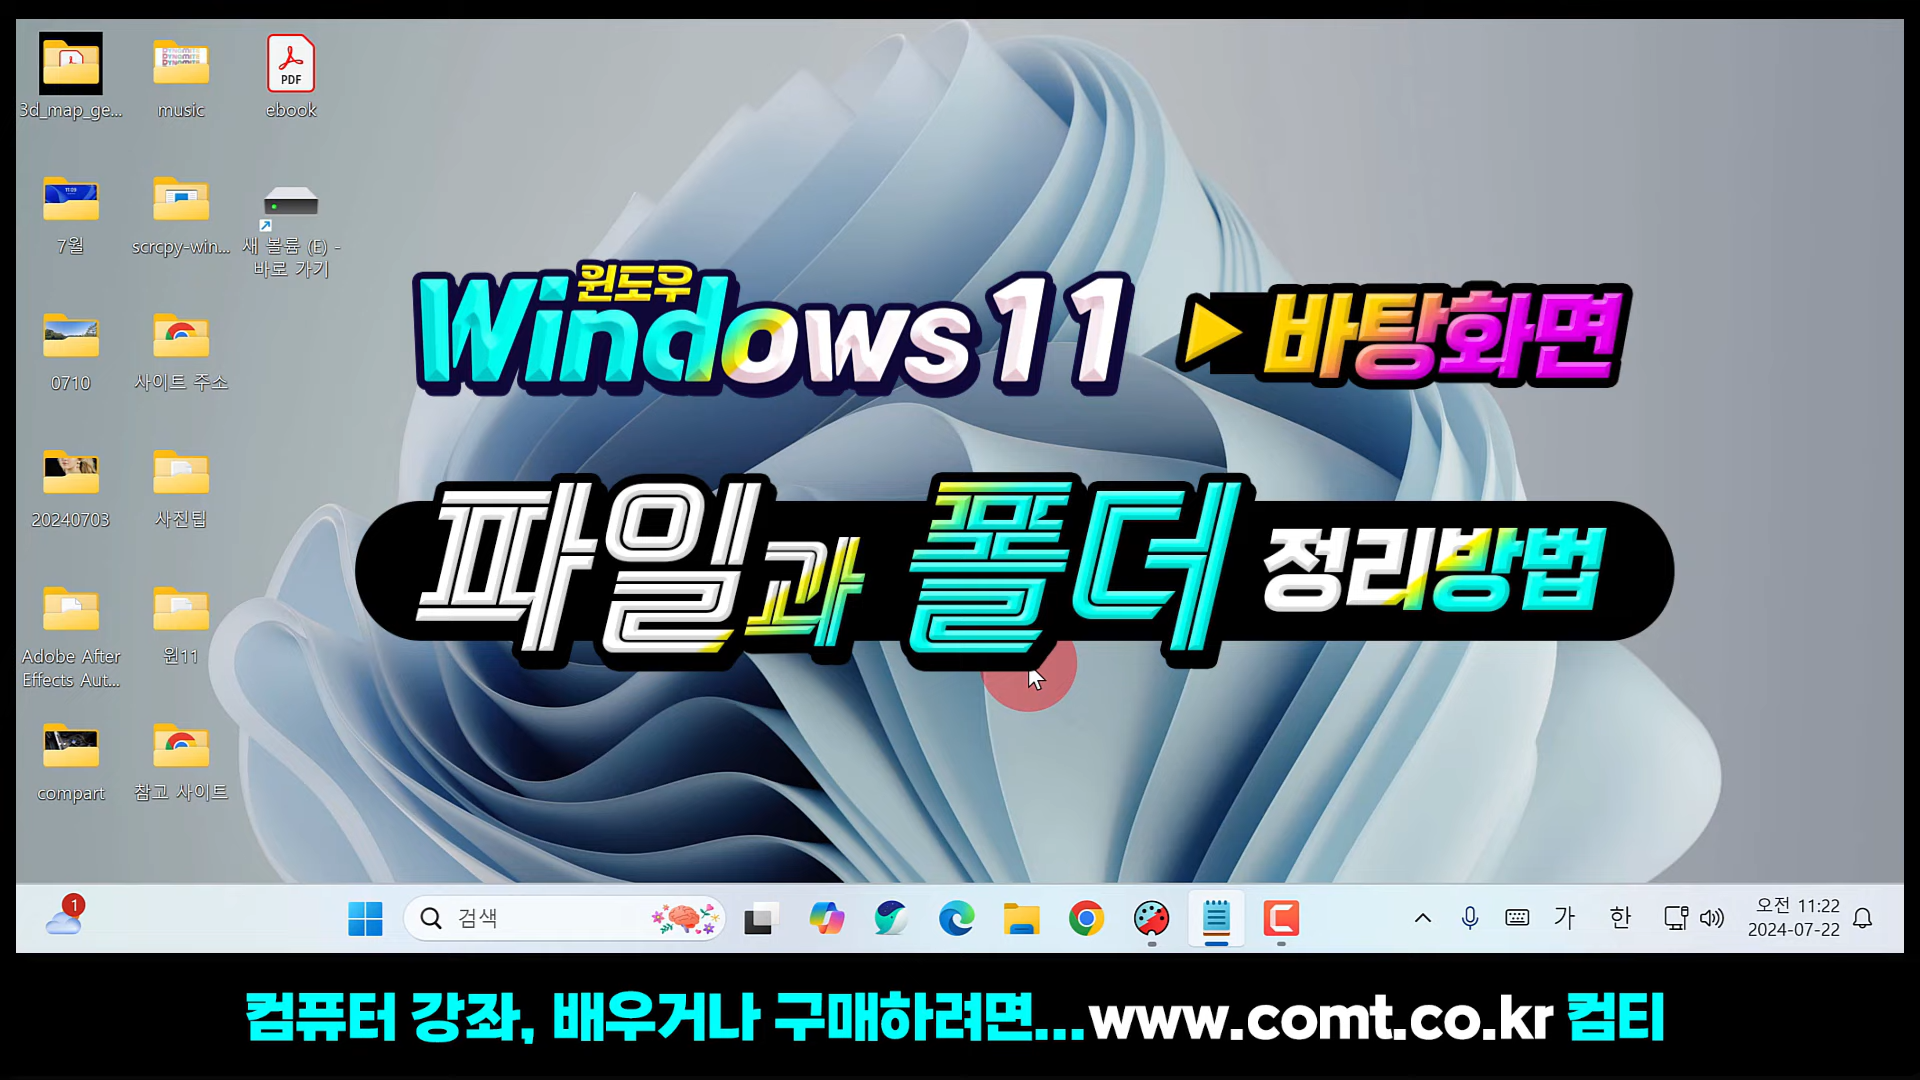 3d_map_ge...
music
PDF
ebook
7월
scrcpy-win...
새 볼륨 (E) -
바로 가기
0710
사이트 주소
20240703
사진팁
Adobe After
Effects Aut...
윈11
compart
참고 사이트
윈도우
Windows 11 ▶바탕화면
파일과 폴더 정리방법
1
검색
가
한
오전 11:22
2024-07-22
컴퓨터 강좌, 배우거나 구매하려면...www.comt.co.kr 컴티